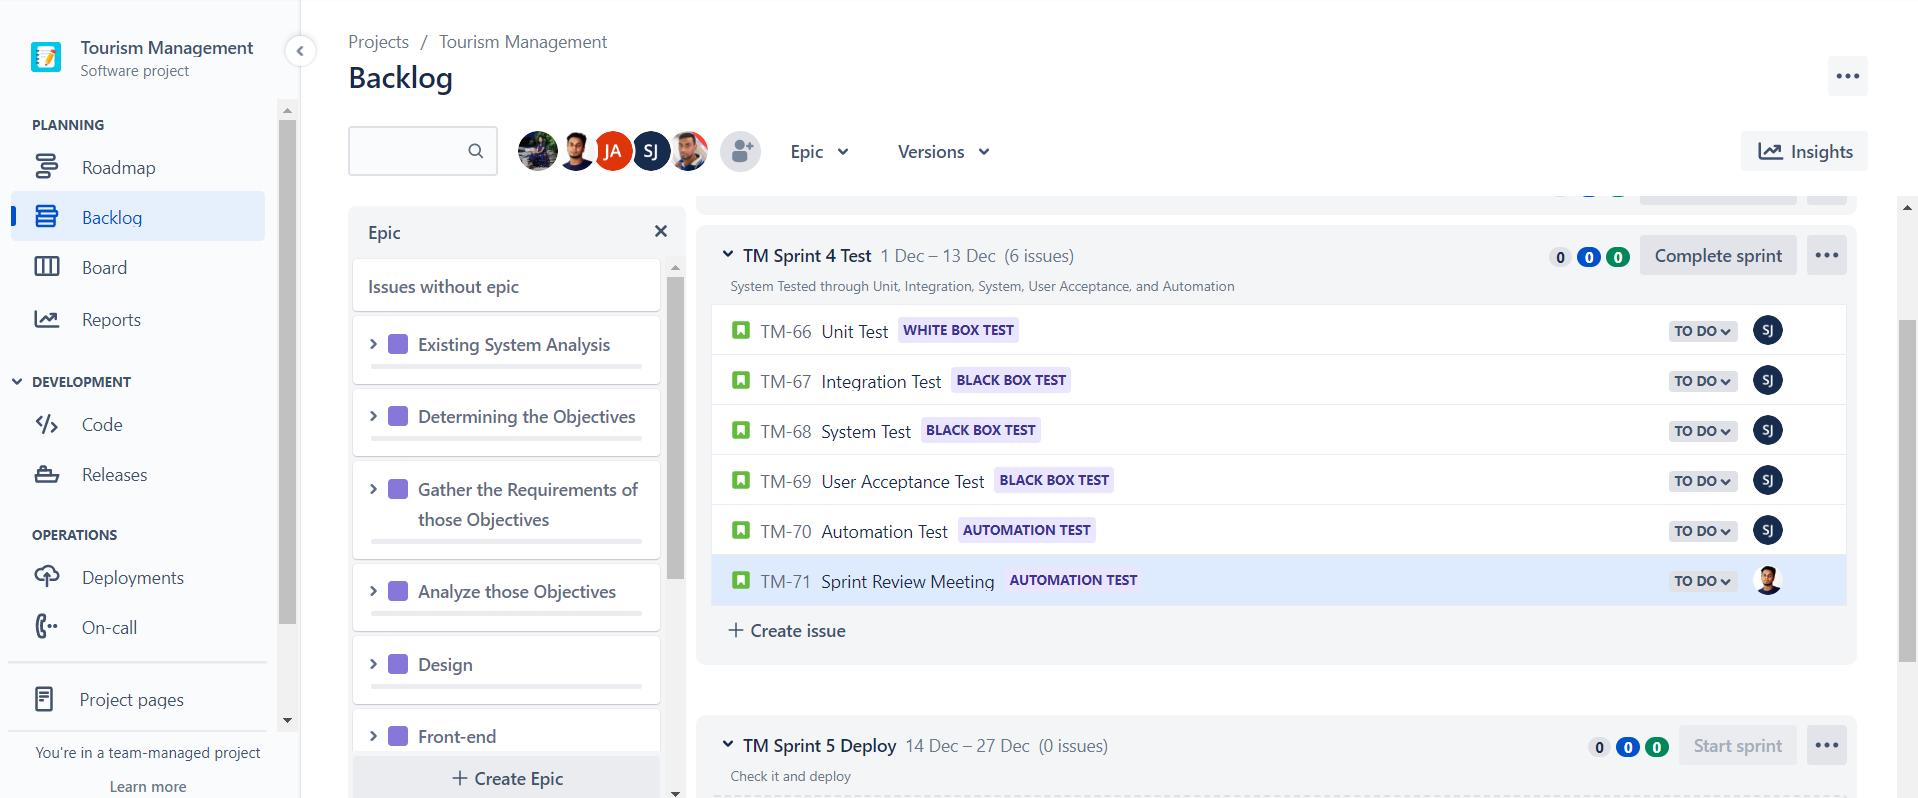 Tourism Management
Software project
PLANNING
Roadmap
Backlog
Board
Reports
DEVELOPMENT
Code
Releases
OPERATIONS
Deployments
On-call
Project pages
You're in a team-managed project
Learn more
Projects / Tourism Management
Backlog
JA SJ Epic Versions
Insights
Epic
Issues without epic
Existing System Analysis
Determining the Objectives
Gather the Requirements of
those Objectives
Analyze those Objectives
Design
Front-end
+ Create Epic
TM Sprint 4 Test 1 Dec – 13 Dec (6 issues) 0 0 0 Complete sprint
System Tested through Unit, Integration, System, User Acceptance, and Automation
TM-66 Unit Test WHITE BOX TEST TO DO SJ
TM-67 Integration Test BLACK BOX TEST TO DO SJ
TM-68 System Test BLACK BOX TEST TO DO SJ
TM-69 User Acceptance Test BLACK BOX TEST TO DO SJ
TM-70 Automation Test AUTOMATION TEST TO DO SJ
TM-71 Sprint Review Meeting AUTOMATION TEST TO DO
+ Create issue
TM Sprint 5 Deploy 14 Dec – 27 Dec (0 issues) 0 0 0 Start sprint
Check it and deploy